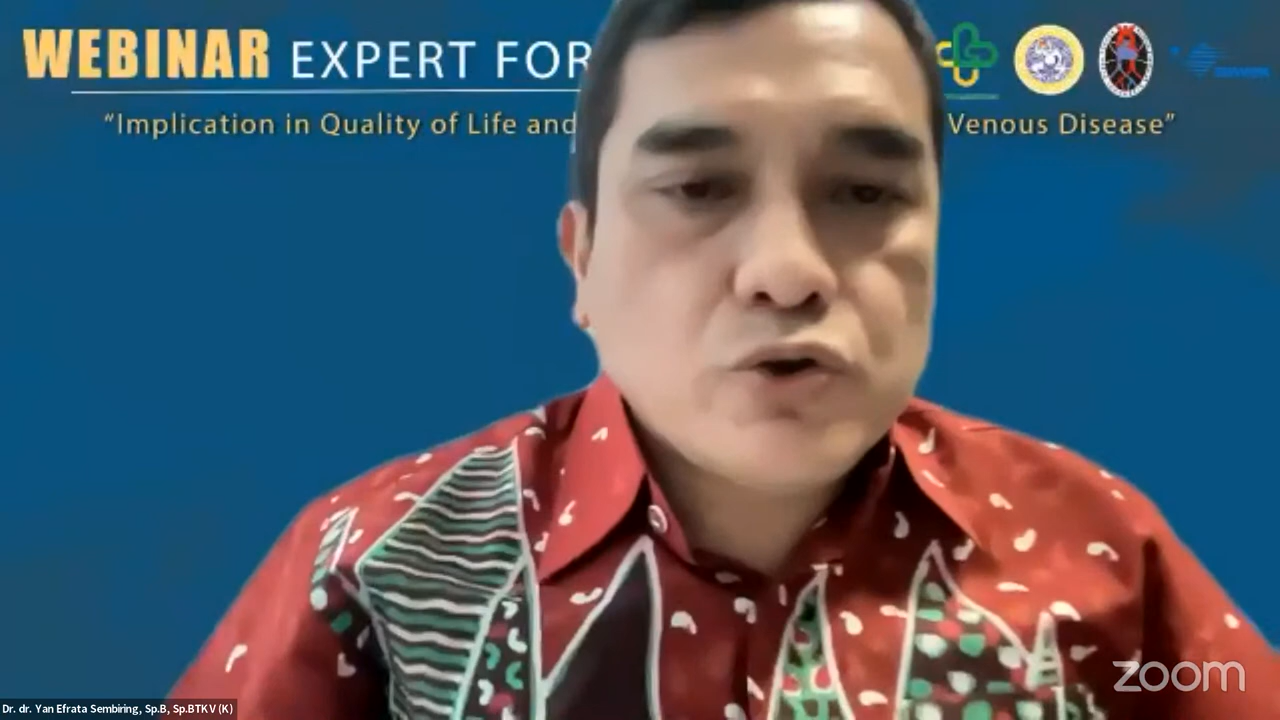 WEBINAR EXPERT FOR
“Implication in Quality of Life and Venous Disease”
zoom
Dr. dr. Yan Efrata Sembiring, Sp.B, Sp.BTKV (K)